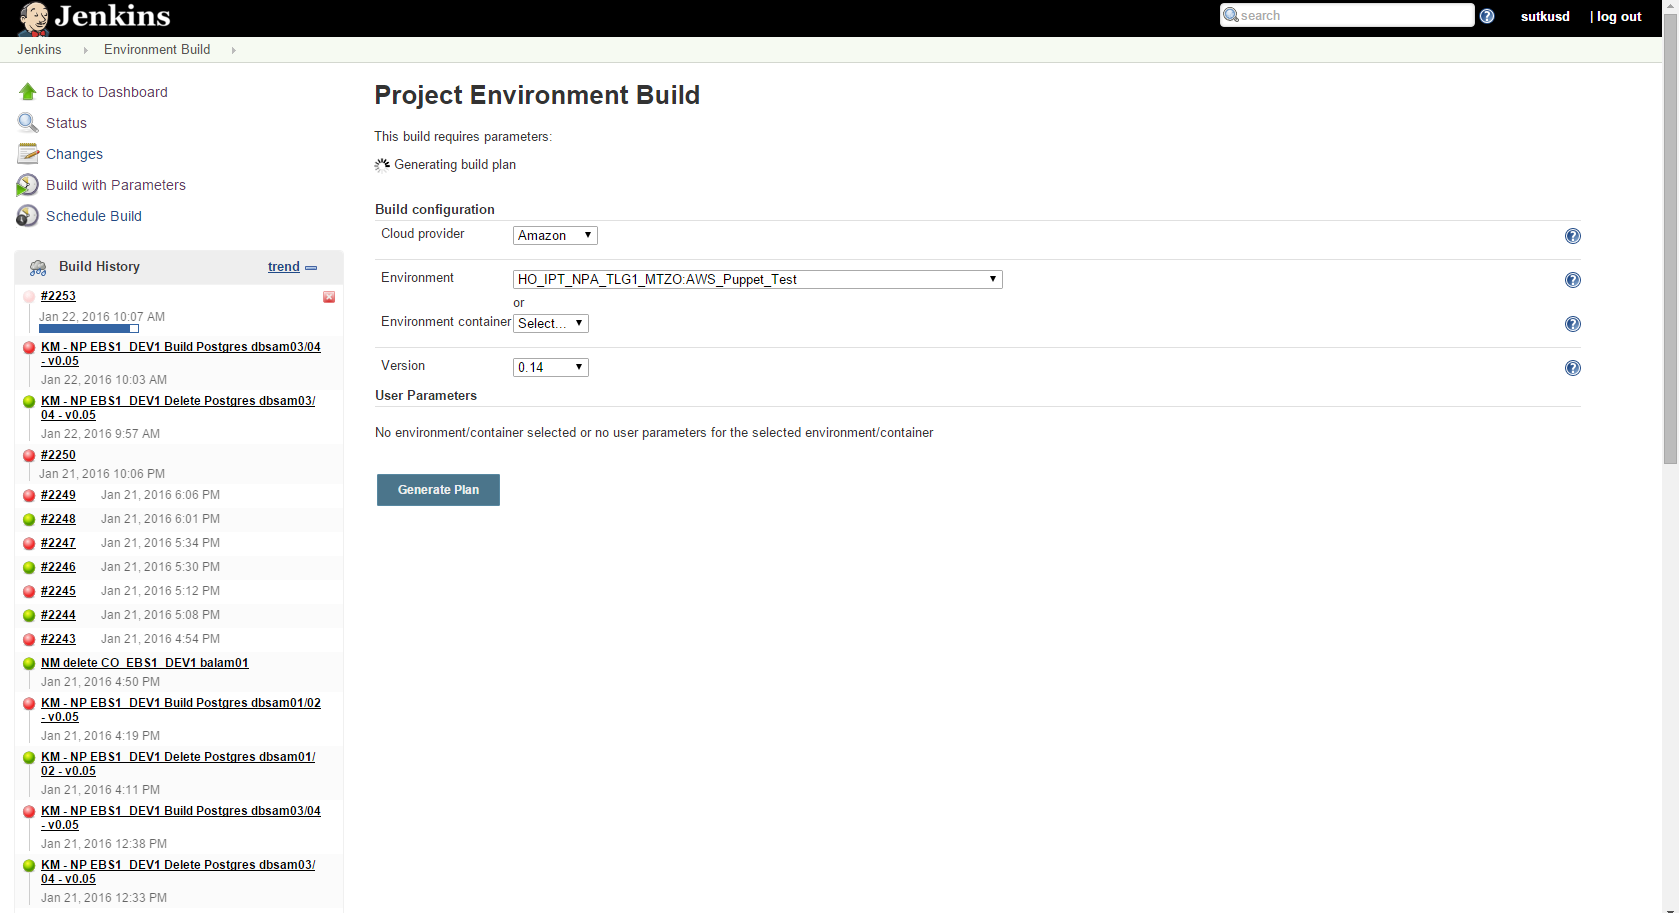 Jenkins
search
sutkusd
| log out
Jenkins
Environment Build
Back to Dashboard
Status
Changes
Build with Parameters
Schedule Build
Build History
trend
#2253
Jan 22, 2016 10:07 AM
KM - NP EBS1_DEV1 Build Postgres dbsam03/04
- v0.05
Jan 22, 2016 10:03 AM
KM - NP EBS1_DEV1 Delete Postgres dbsam03/
04 - v0.05
Jan 22, 2016 9:57 AM
#2250
Jan 21, 2016 10:06 PM
#2249 Jan 21, 2016 6:06 PM
#2248 Jan 21, 2016 6:01 PM
#2247 Jan 21, 2016 5:34 PM
#2246 Jan 21, 2016 5:30 PM
#2245 Jan 21, 2016 5:12 PM
#2244 Jan 21, 2016 5:08 PM
#2243 Jan 21, 2016 4:54 PM
NM delete CO_EBS1_DEV1 balam01
Jan 21, 2016 4:50 PM
KM - NP EBS1_DEV1 Build Postgres dbsam01/02
- v0.05
Jan 21, 2016 4:19 PM
KM - NP EBS1_DEV1 Delete Postgres dbsam01/
02 - v0.05
Jan 21, 2016 4:11 PM
KM - NP EBS1_DEV1 Build Postgres dbsam03/04
- v0.05
Jan 21, 2016 12:38 PM
KM - NP EBS1_DEV1 Delete Postgres dbsam03/
04 - v0.05
Jan 21, 2016 12:33 PM
Project Environment Build
This build requires parameters:
Generating build plan
Build configuration
Cloud provider Amazon
Environment HO_IPT_NPA_TLG1_MTZO:AWS_Puppet_Test
or
Environment container Select...
Version 0.14
User Parameters
No environment/container selected or no user parameters for the selected environment/container
Generate Plan